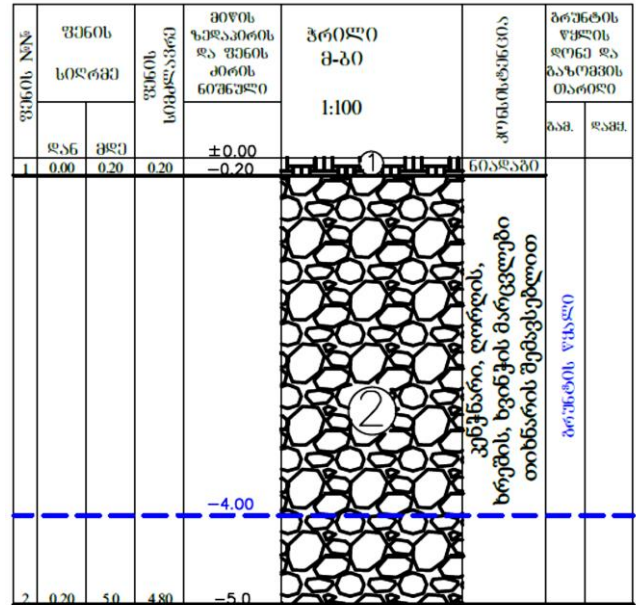 ფენის №№
ფენის
სიღრმე
დან
მდე
ფენის
სიმძლავრე
მიწის
ზედაპირის
და ფენის
ძირის
ნიშნული
ჭრილი
მ-ბი
1:100
კონსისტენცია
გრუნტის
წყლის
დონე და
გაზომვის
თარიღი
გამ.
დამყ.
±0.00
1
0.00
0.20
0.20
−0.20
1
ნიადაგი
კენჭნარი, ღორღის,
ხრეშის, ხვინჭის მარცვლები
თიხნარის შემავსებლით
გრუნტის წყალი
2
−4.00
2
0.20
5.0
4.80
−5.0